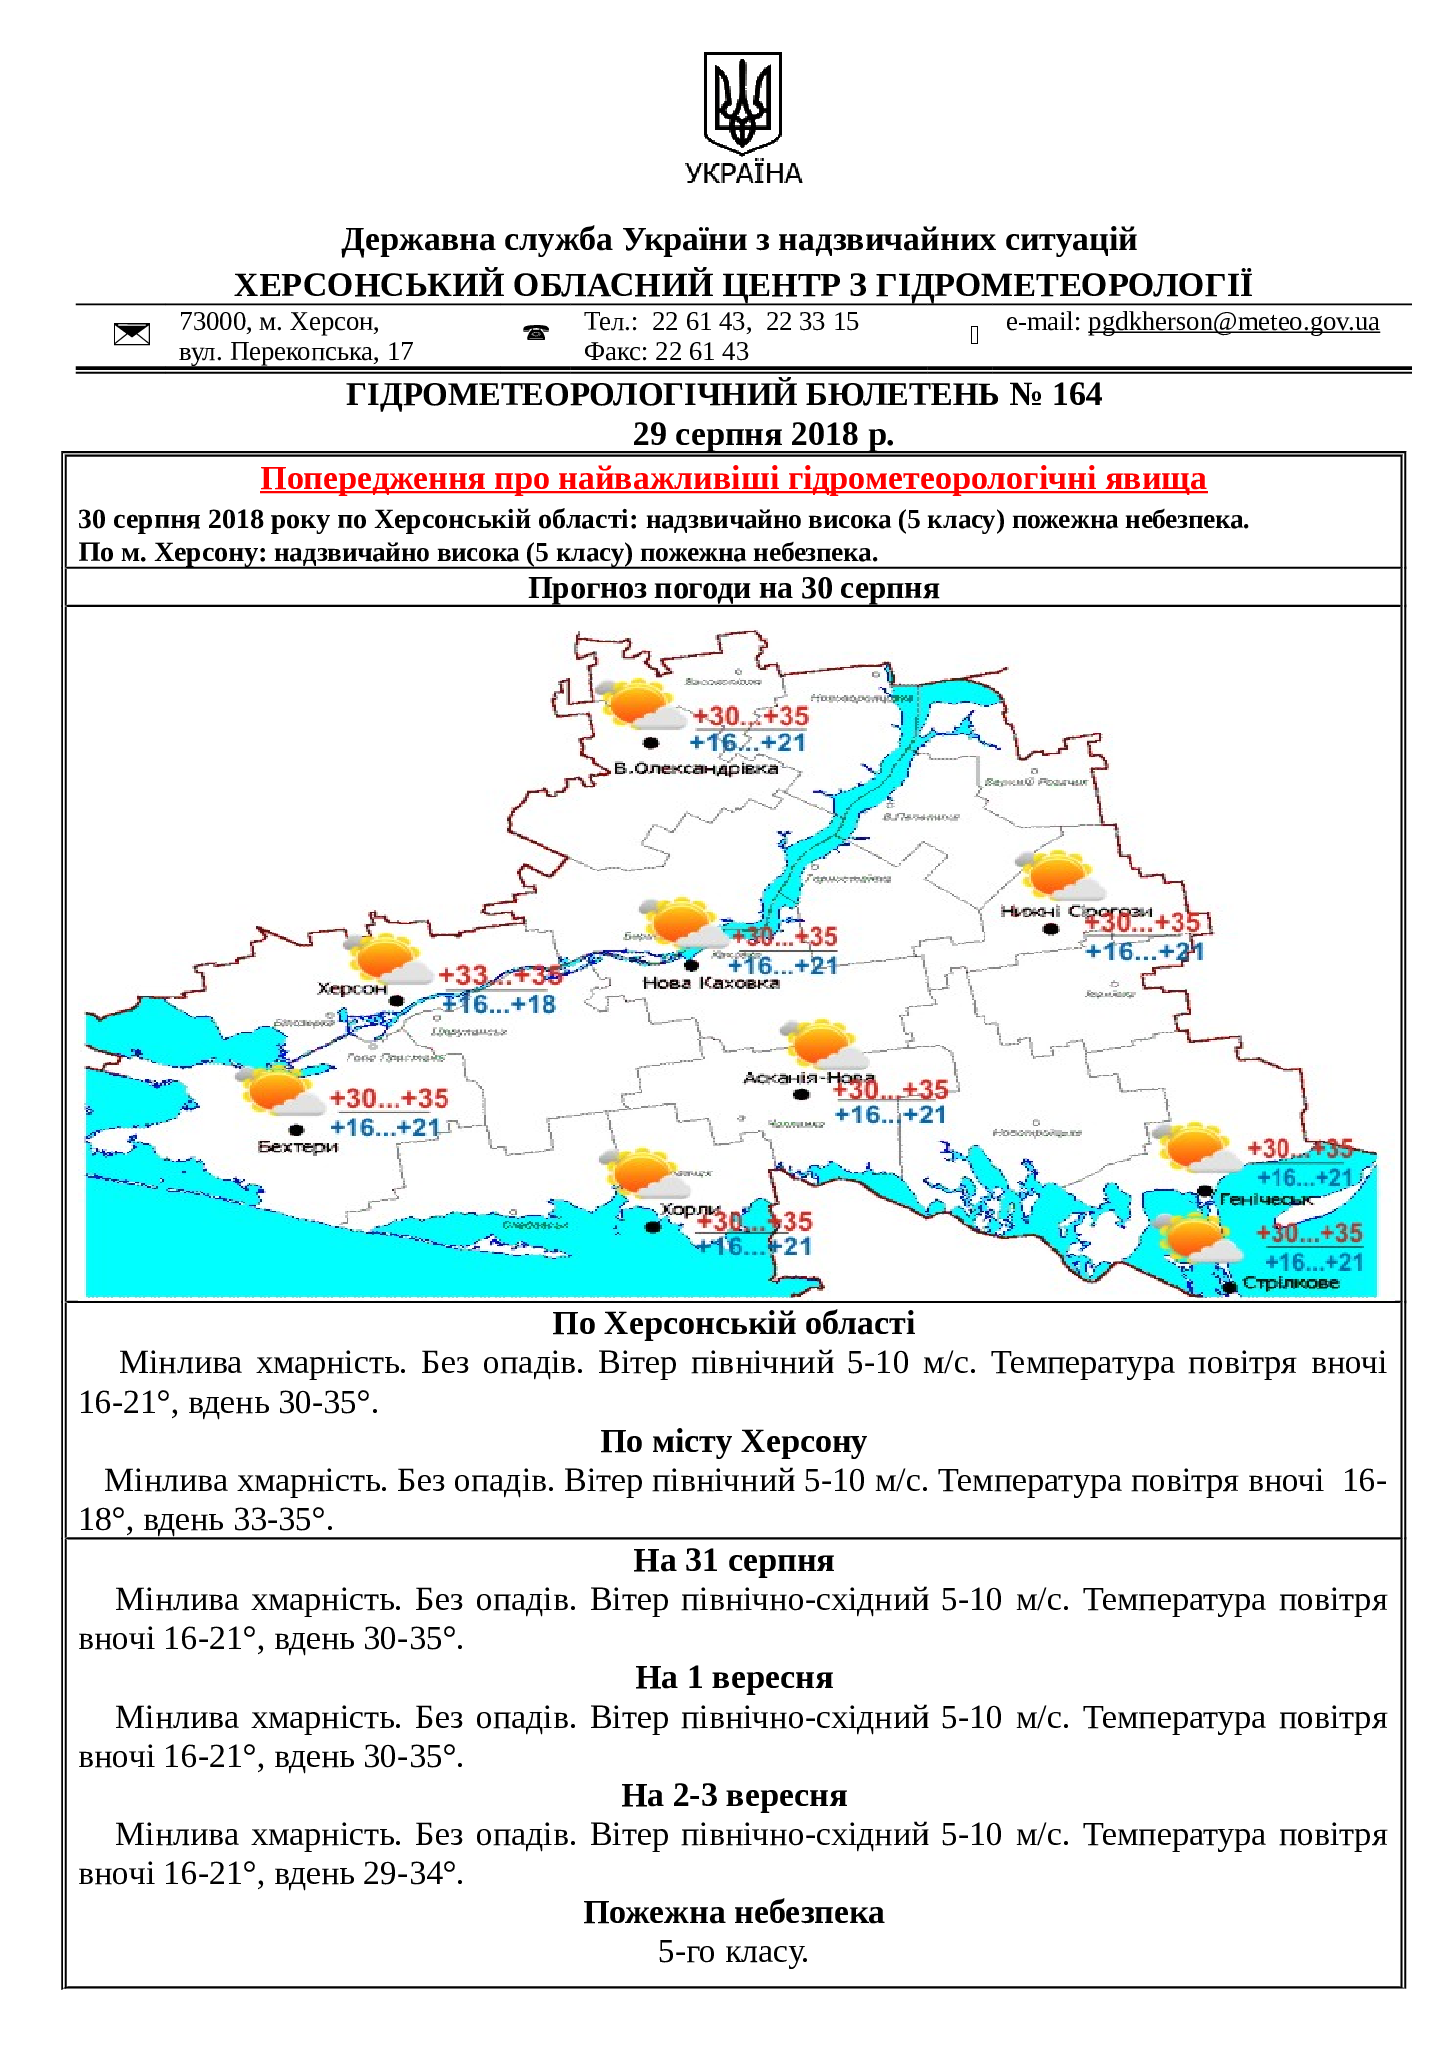 УКРАЇНА
Державна служба України з надзвичайних ситуацій
ХЕРСОНСЬКИЙ ОБЛАСНИЙ ЦЕНТР З ГІДРОМЕТЕОРОЛОГІЇ
73000, м. Херсон,
вул. Перекопська, 17
Тел.: 22 61 43, 22 33 15
Факс: 22 61 43
e-mail: pgdkherson@meteo.gov.ua
ГІДРОМЕТЕОРОЛОГІЧНИЙ БЮЛЕТЕНЬ № 164
29 серпня 2018 р.
Попередження про найважливіші гідрометеорологічні явища
30 серпня 2018 року по Херсонській області: надзвичайно висока (5 класу) пожежна небезпека.
По м. Херсону: надзвичайно висока (5 класу) пожежна небезпека.
Прогноз погоди на 30 серпня
+30...+35
+16...+21
В.Олександрівка
Верхній Рогачик
Горностаївка
Нижні Сірогози
+30...+35
+16...+21
+30...+35
+16...+21
Нова Каховка
+33...+35
+16...+18
Херсон
Гола Пристань
Асканія-Нова
+30...+35
+16...+21
+30...+35
+16...+21
Бехтери
+30...+35
+16...+21
Генічеськ
Хорли
+30...+35
+16...+21
+30...+35
+16...+21
Стрілкове
По Херсонській області
Мінлива хмарність. Без опадів. Вітер північний 5-10 м/с. Температура повітря вночі
16-21°, вдень 30-35°.
По місту Херсону
Мінлива хмарність. Без опадів. Вітер північний 5-10 м/с. Температура повітря вночі 16-
18°, вдень 33-35°.
На 31 серпня
Мінлива хмарність. Без опадів. Вітер північно-східний 5-10 м/с. Температура повітря
вночі 16-21°, вдень 30-35°.
На 1 вересня
Мінлива хмарність. Без опадів. Вітер північно-східний 5-10 м/с. Температура повітря
вночі 16-21°, вдень 30-35°.
На 2-3 вересня
Мінлива хмарність. Без опадів. Вітер північно-східний 5-10 м/с. Температура повітря
вночі 16-21°, вдень 29-34°.
Пожежна небезпека
5-го класу.